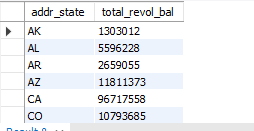 addr_state total_revol_bal
AK 1303012
AL 5596228
AR 2659055
AZ 11811373
CA 96717558
CO 10793685